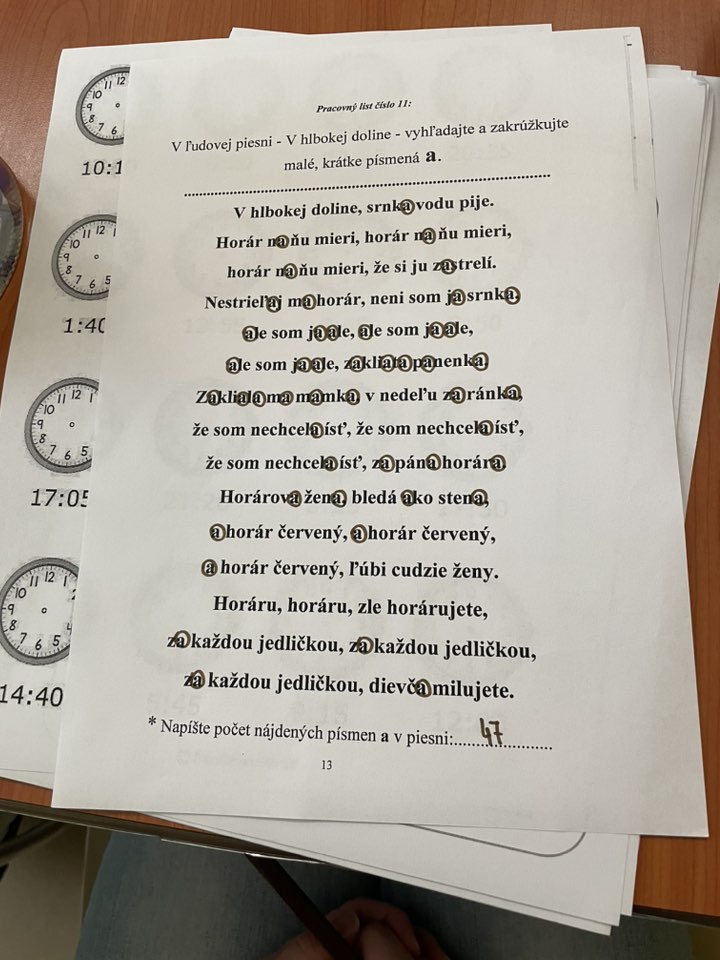 Pracovný list číslo 11:
V ľudovej piesni - V hlbokej doline - vyhľadajte a zakrúžkujte
malé, krátke písmená a.
V hlbokej doline, srnka vodu pije.
Horár na ňu mieri, horár na ňu mieri,
horár na ňu mieri, že si ju zastrelí.
Nestrieľaj ma horár, neni som ja srnka,
ale som ja ale, ale som ja ale,
ale som ja ale, zakliata panenka.
Zakliala ma mamka, v nedeľu za ránka,
že som nechcela ísť, že som nechcela ísť,
že som nechcela ísť, za pána horára.
Horárova žena, bledá ako stena,
a horár červený, a horár červený,
a horár červený, ľúbi cudzie ženy.
Horáru, horáru, zle horárujete,
za každou jedličkou, za každou jedličkou,
za každou jedličkou, dievča milujete.
* Napíšte počet nájdených písmen a v piesni:......47......
13
10:1
1:40
17:05
14:40